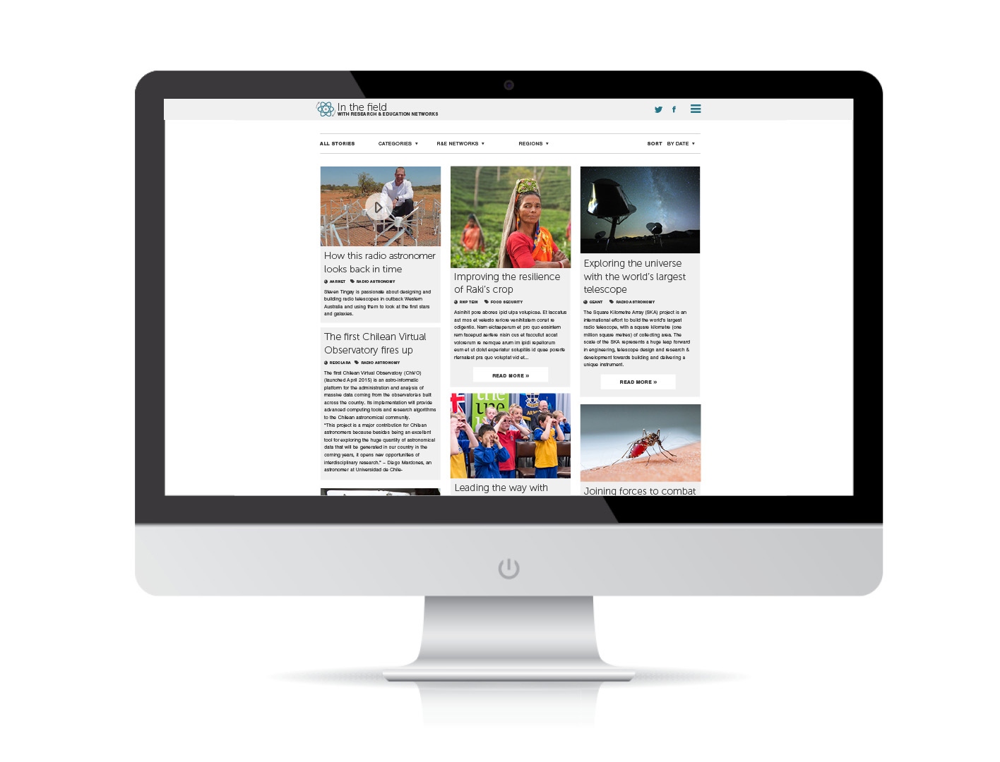 In the field
WITH RESEARCH & EDUCATION NETWORKS
ALL STORIES
CATEGORIES
R&E NETWORKS
REGIONS
SORT BY DATE
How this radio astronomer
looks back in time
AARNET RADIO ASTRONOMY
Steven Tingay is passionate about designing and
building radio telescopes in outback Western
Australia and using them to look at the first stars
and galaxies.
The first Chilean Virtual
Observatory fires up
REDCLARA RADIO ASTRONOMY
The first Chilean Virtual Observatory (ChiVO)
(launched April 2015) is an astro-informatic
platform for the administration and analysis of
massive data coming from the observatories built
across the country. Its implementation will provide
advanced computing tools and research algorithms
to the Chilean astronomical community.
"This project is a major contribution for Chilean
astronomers because besides being an excellent
tool for exploring the huge quantity of astronomical
data that will be generated in our country in the
coming years, it opens new opportunities of
interdisciplinary research." – Diego Mardones, an
astronomer at Universidad de Chile-
Improving the resilience
of Raki's crop
RNP TEIN FOOD SECURITY
Asinihit pore abores ipid ulpa volupicae. Et laccatus
aut mos et velesto reriore venihitalem conet re
odigentio. Nam eictaeperum et pro quo essintem
rem facepud aerfere nisin cus et faccullut accat
volorerum re nemque arum im ipidi repellorum
eum et ut dolut experiatur soluptiis id quae porerfe
rfernatest pra quo voluptat vid et...
READ MORE »
the
une
ARM
Leading the way with
Exploring the universe
with the world's largest
telescope
GEANT RADIO ASTRONOMY
The Square Kilometre Array (SKA) project is an
international effort to build the world's largest
radio telescope, with a square kilometre (one
million square metres) of collecting area. The
scale of the SKA represents a huge leap forward
in engineering, telescope design and research &
development towards building and delivering a
unique instrument.
READ MORE »
Joining forces to combat